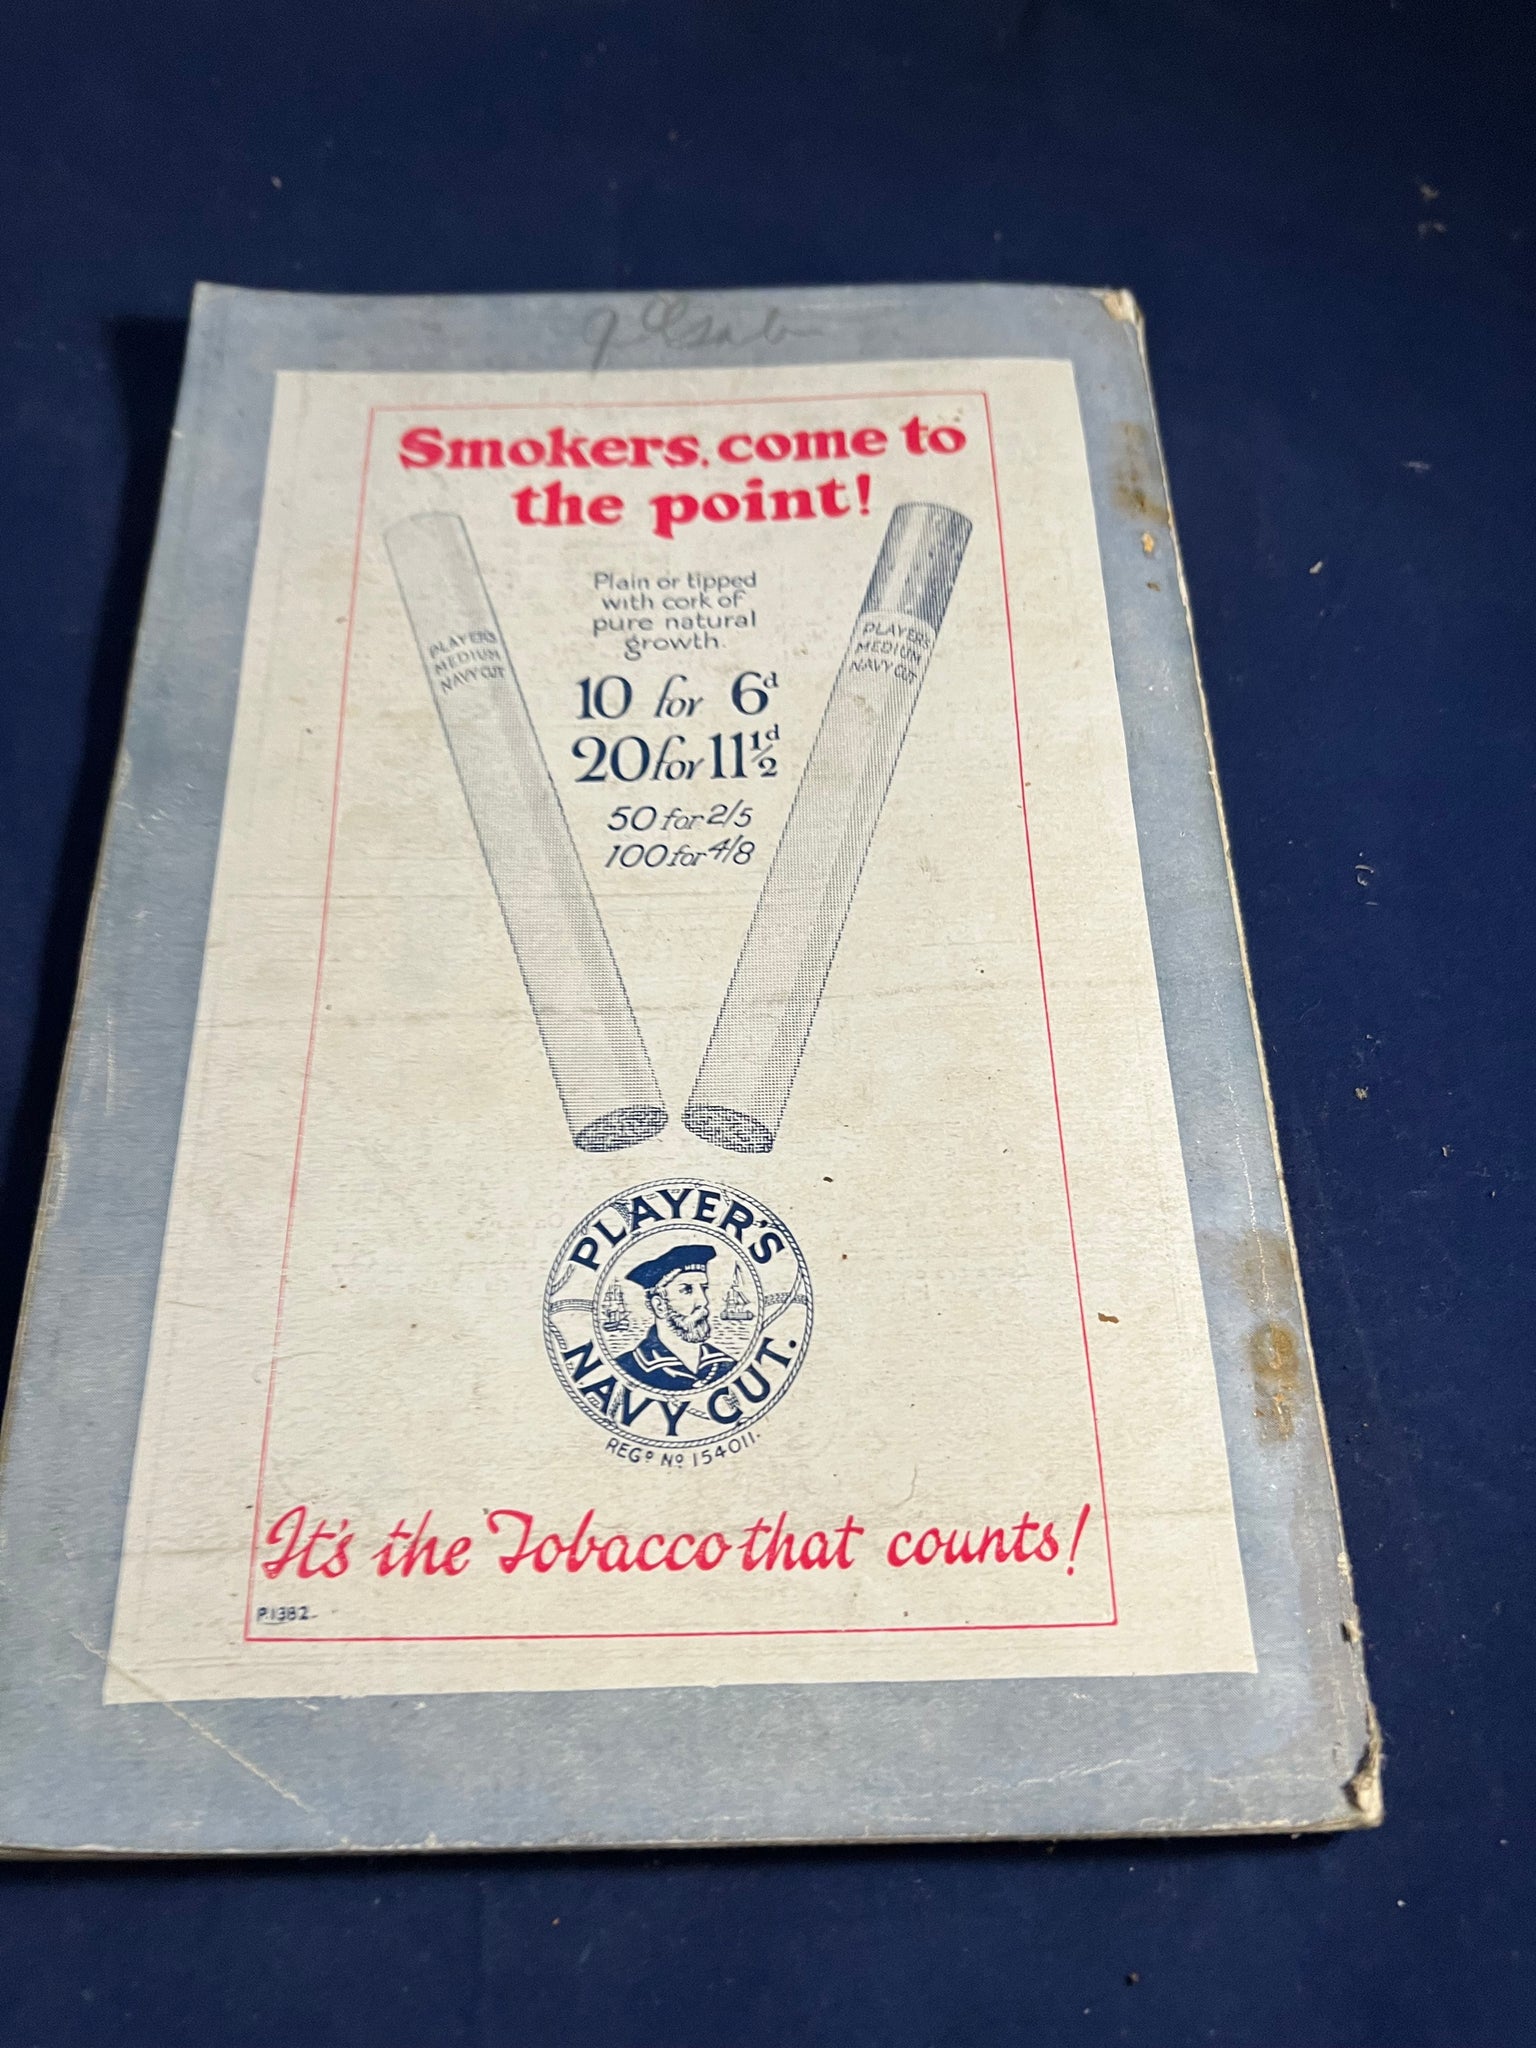 Smokers, come to
the point!
Plain or tipped
with cork of
pure natural
growth.
PLAYER'S
MEDIUM
NAVY CUT
PLAYER'S
MEDIUM
NAVY CUT
10 for 6d
20 for 11½d
50 for 2/5
100 for 4/8
PLAYER'S
HERO
NAVY CUT.
REGD No 154011.
It's the Tobacco that counts!
P.1382.